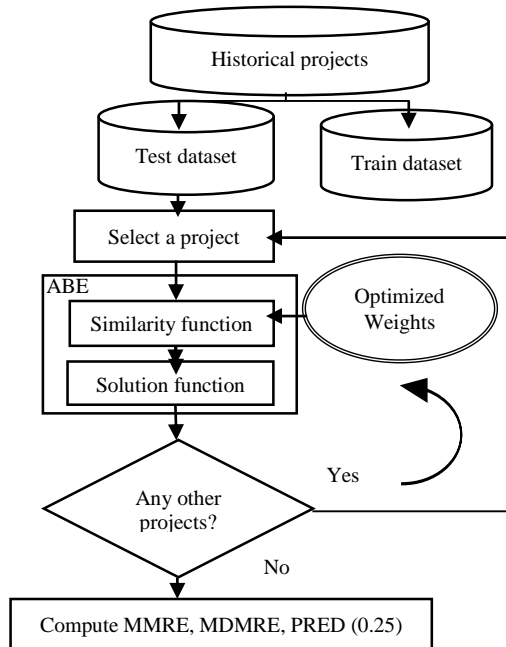 Historical projects
Test dataset
Train dataset
Select a project
ABE
Optimized
Weights
Similarity function
Solution function
Yes
Any other
projects?
No
Compute MMRE, MDMRE, PRED (0.25)